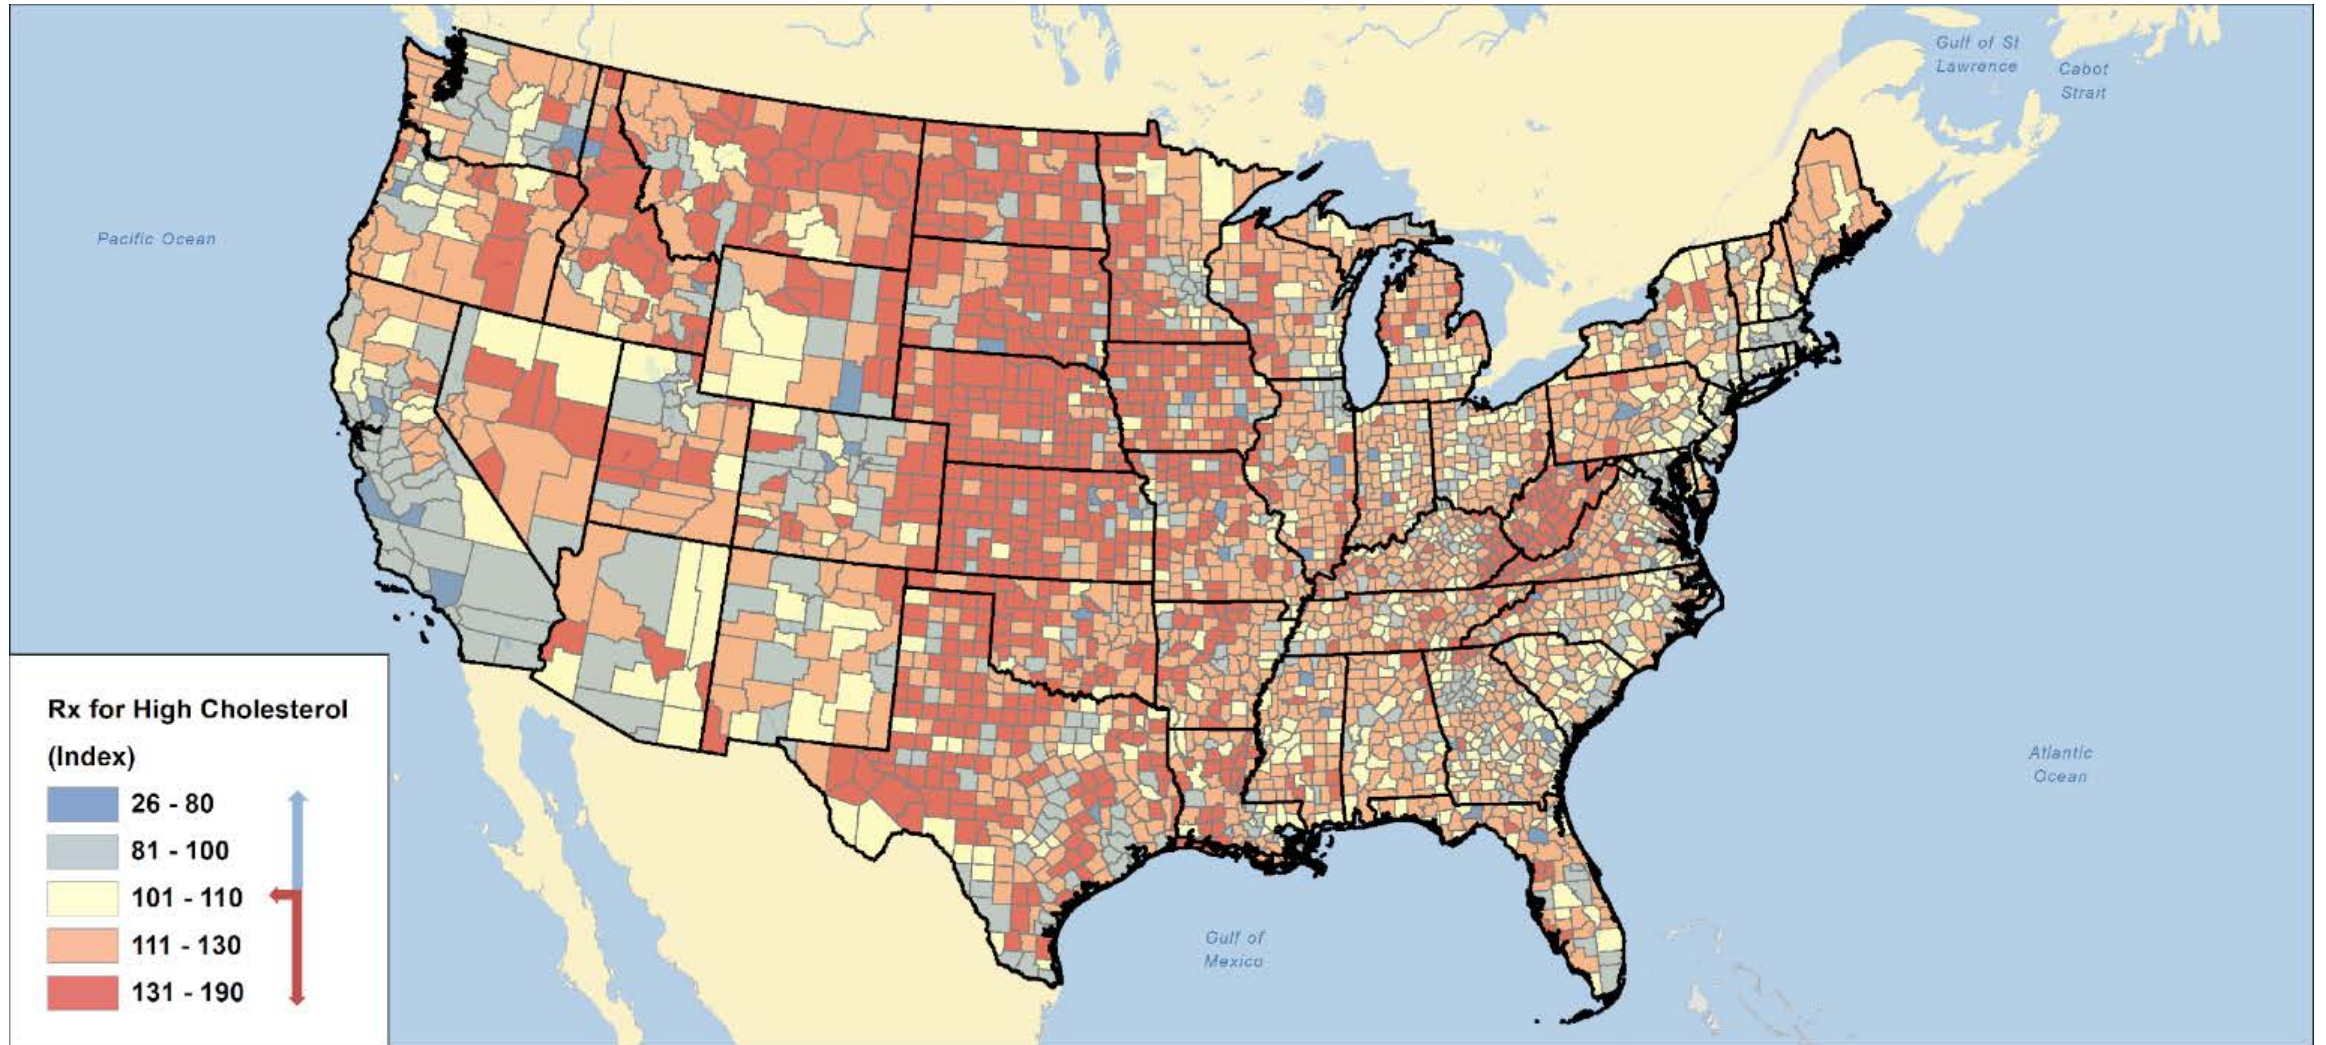 Gulf of St
Lawrence
Cabot
Strait
Pacific Ocean
Rx for High Cholesterol
(Index)
26 - 80
81 - 100
101 - 110
111 - 130
131 - 190
Atlantic
Ocean
Gulf of
Mexico